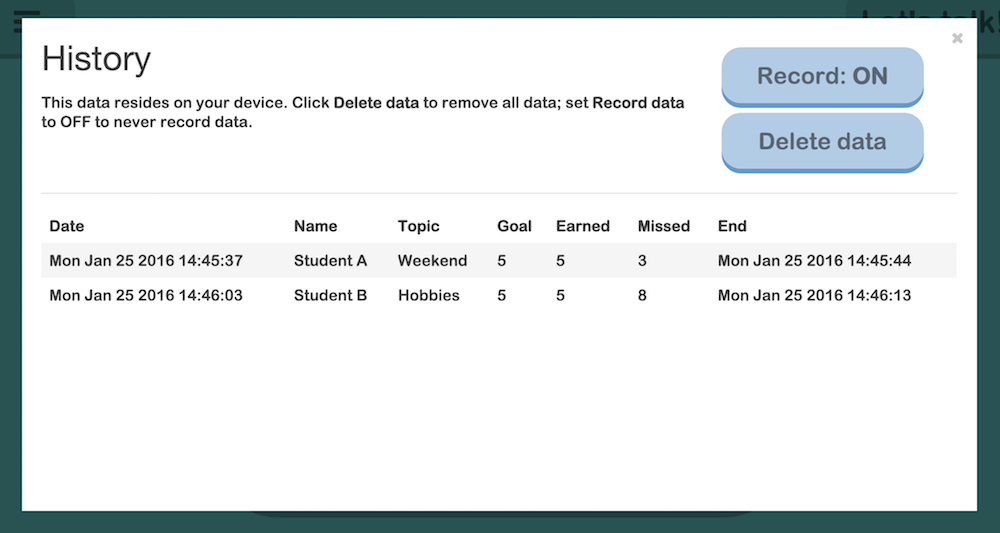 Let's talk!
History
This data resides on your device. Click Delete data to remove all data; set Record data
to OFF to never record data.
Record: ON
Delete data
Date Name Topic Goal Earned Missed End
Mon Jan 25 2016 14:45:37 Student A Weekend 5 5 3 Mon Jan 25 2016 14:45:44
Mon Jan 25 2016 14:46:03 Student B Hobbies 5 5 8 Mon Jan 25 2016 14:46:13